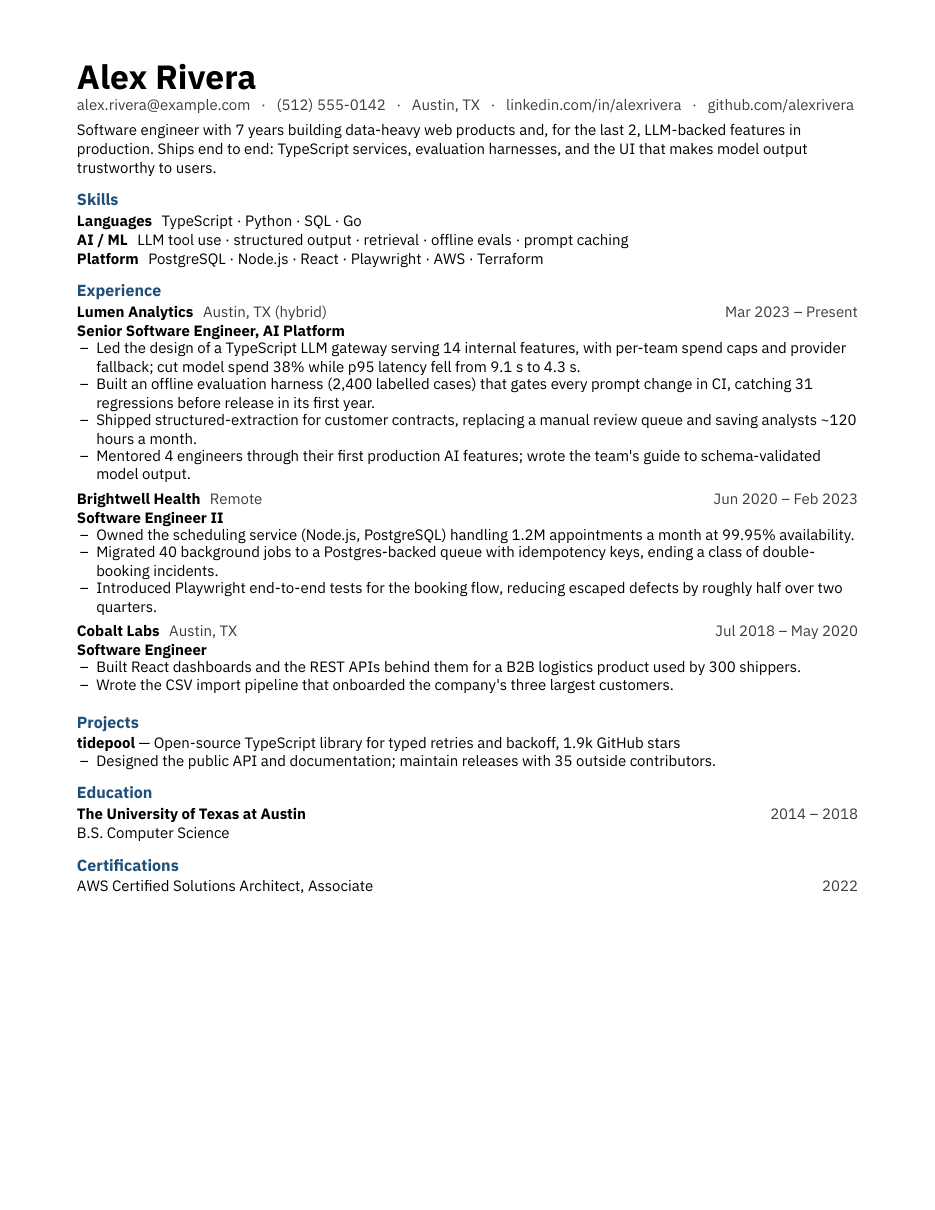 Alex Rivera
alex.rivera@example.com · (512) 555-0142 · Austin, TX · linkedin.com/in/alexrivera · github.com/alexrivera
Software engineer with 7 years building data-heavy web products and, for the last 2, LLM-backed features in
production. Ships end to end: TypeScript services, evaluation harnesses, and the UI that makes model output
trustworthy to users.
Skills
Languages TypeScript · Python · SQL · Go
AI / ML LLM tool use · structured output · retrieval · offline evals · prompt caching
Platform PostgreSQL · Node.js · React · Playwright · AWS · Terraform
Experience
Lumen Analytics Austin, TX (hybrid) Mar 2023 – Present
Senior Software Engineer, AI Platform
– Led the design of a TypeScript LLM gateway serving 14 internal features, with per-team spend caps and provider
fallback; cut model spend 38% while p95 latency fell from 9.1 s to 4.3 s.
– Built an offline evaluation harness (2,400 labelled cases) that gates every prompt change in CI, catching 31
regressions before release in its first year.
– Shipped structured-extraction for customer contracts, replacing a manual review queue and saving analysts ~120
hours a month.
– Mentored 4 engineers through their first production AI features; wrote the team's guide to schema-validated
model output.
Brightwell Health Remote Jun 2020 – Feb 2023
Software Engineer II
– Owned the scheduling service (Node.js, PostgreSQL) handling 1.2M appointments a month at 99.95% availability.
– Migrated 40 background jobs to a Postgres-backed queue with idempotency keys, ending a class of double-
booking incidents.
– Introduced Playwright end-to-end tests for the booking flow, reducing escaped defects by roughly half over two
quarters.
Cobalt Labs Austin, TX Jul 2018 – May 2020
Software Engineer
– Built React dashboards and the REST APIs behind them for a B2B logistics product used by 300 shippers.
– Wrote the CSV import pipeline that onboarded the company's three largest customers.
Projects
tidepool — Open-source TypeScript library for typed retries and backoff, 1.9k GitHub stars
– Designed the public API and documentation; maintain releases with 35 outside contributors.
Education
The University of Texas at Austin 2014 – 2018
B.S. Computer Science
Certifications
AWS Certified Solutions Architect, Associate 2022